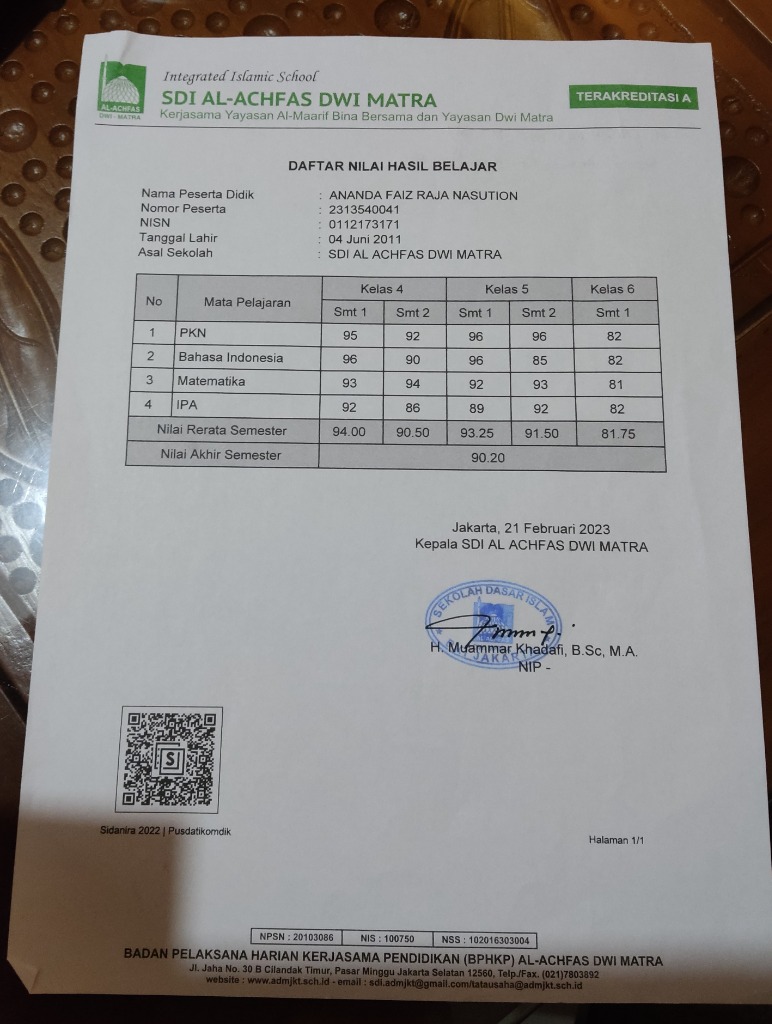 AL-ACHFAS
DWI - MATRA
Integrated Islamic School
SDI AL-ACHFAS DWI MATRA
Kerjasama Yayasan Al-Maarif Bina Bersama dan Yayasan Dwi Matra
TERAKREDITASI A
DAFTAR NILAI HASIL BELAJAR
Nama Peserta Didik : ANANDA FAIZ RAJA NASUTION
Nomor Peserta : 2313540041
NISN : 0112173171
Tanggal Lahir : 04 Juni 2011
Asal Sekolah : SDI AL ACHFAS DWI MATRA
No Mata Pelajaran Kelas 4 Kelas 5 Kelas 6
Smt 1 Smt 2 Smt 1 Smt 2 Smt 1
1 PKN 95 92 96 96 82
2 Bahasa Indonesia 96 90 96 85 82
3 Matematika 93 94 92 93 81
4 IPA 92 86 89 92 82
Nilai Rerata Semester 94.00 90.50 93.25 91.50 81.75
Nilai Akhir Semester 90.20
Jakarta, 21 Februari 2023
Kepala SDI AL ACHFAS DWI MATRA
SEKOLAH DASAR ISLAM
JAKARTA
H. Muammar Khadafi, B.Sc, M.A.
NIP -
Sidanira 2022 | Pusdatikomdik
Halaman 1/1
NPSN : 20103086 NIS : 100750 NSS : 102016303004
BADAN PELAKSANA HARIAN KERJASAMA PENDIDIKAN (BPHKP) AL-ACHFAS DWI MATRA
Jl. Jaha No. 30 B Cilandak Timur, Pasar Minggu Jakarta Selatan 12560, Telp./Fax. (021)7803892
website : www.admjkt.sch.id - email : sdi.admjkt@gmail.com/tatausaha@admjkt.sch.id